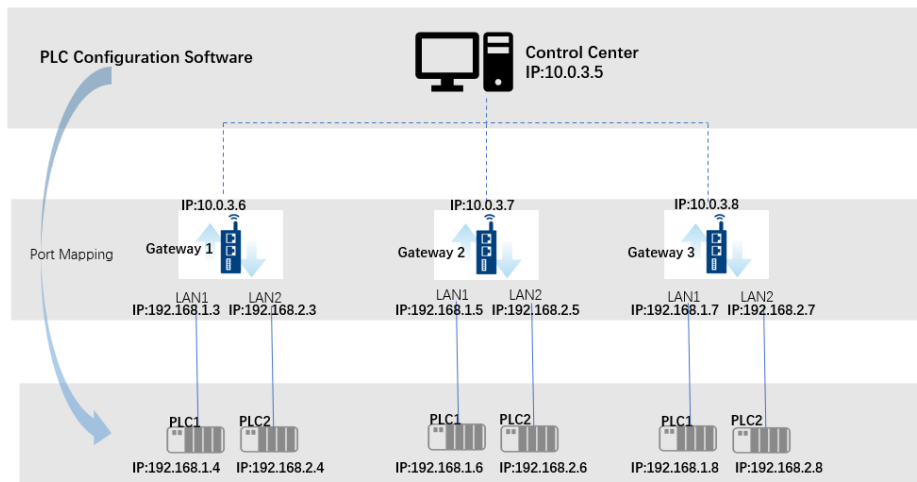 PLC Configuration Software
Control Center
IP:10.0.3.5
IP:10.0.3.6
IP:10.0.3.7
IP:10.0.3.8
Port Mapping
Gateway 1
Gateway 2
Gateway 3
LAN1
LAN2
LAN1
LAN2
LAN1
LAN2
IP:192.168.1.3
IP:192.168.2.3
IP:192.168.1.5
IP:192.168.2.5
IP:192.168.1.7
IP:192.168.2.7
PLC1
PLC2
PLC1
PLC2
PLC1
PLC2
IP:192.168.1.4
IP:192.168.2.4
IP:192.168.1.6
IP:192.168.2.6
IP:192.168.1.8
IP:192.168.2.8